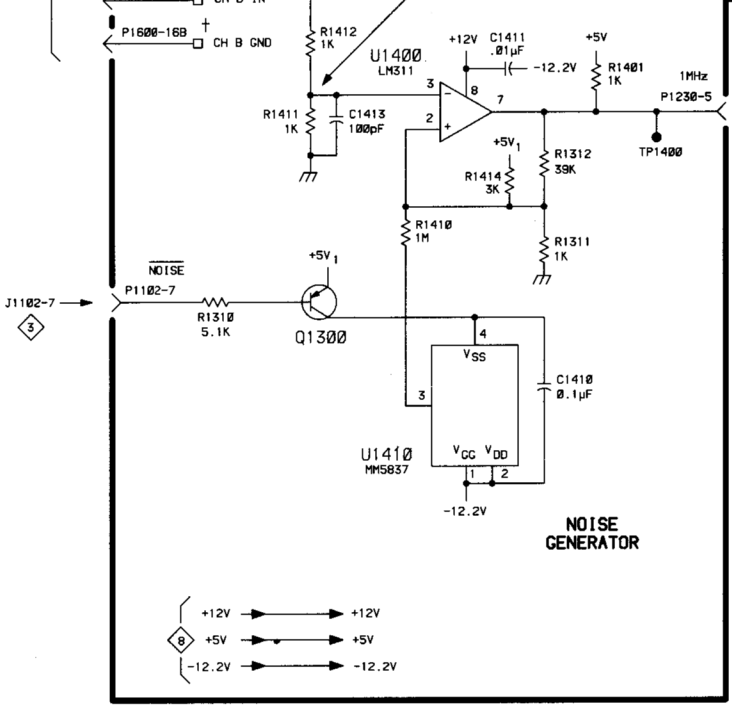 CH B IN
P1600-16B
†
CH B GND
R1412
1K
U1400
LM311
+12V
C1411
.01µF
-12.2V
+5V
R1401
1K
1MHz
P1230-5
3
8
7
2
-
+
R1411
1K
C1413
100pF
TP1400
+5V1
R1414
3K
R1312
39K
R1410
1M
R1311
1K
NOISE
+5V1
J1102-7
P1102-7
3
R1310
5.1K
Q1300
4
VSS
3
C1410
0.1µF
U1410
MM5837
VGG VDD
1 2
-12.2V
NOISE
GENERATOR
8
+12V +12V
+5V +5V
-12.2V -12.2V